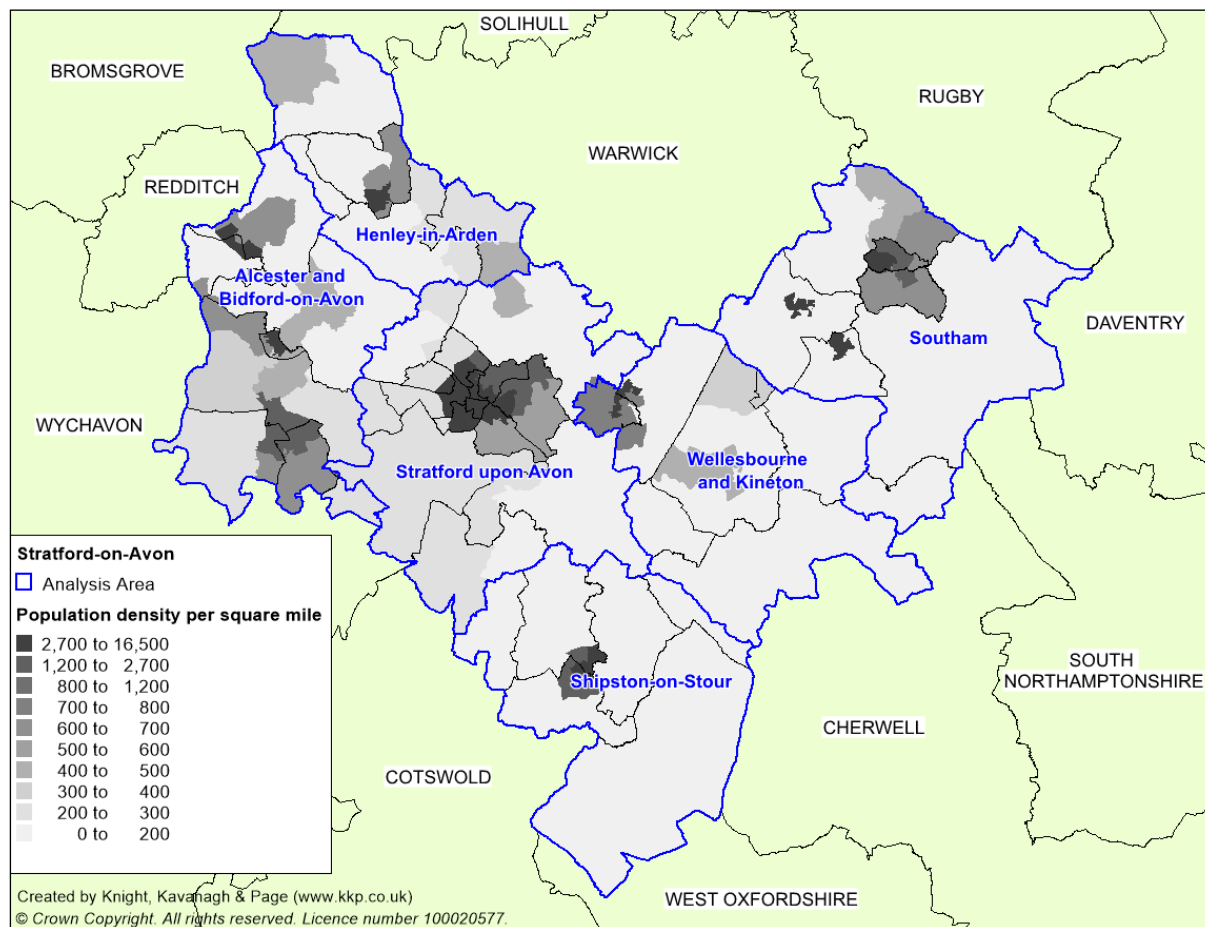 SOLIHULL
BROMSGROVE
RUGBY
WARWICK
REDDITCH
Henley-in-Arden
Alcester and
Bidford-on-Avon
DAVENTRY
Southam
WYCHAVON
Stratford upon Avon
Wellesbourne
and Kineton
Stratford-on-Avon
Analysis Area
Population density per square mile
2,700 to 16,500
1,200 to 2,700
800 to 1,200
700 to 800
600 to 700
500 to 600
400 to 500
300 to 400
200 to 300
0 to 200
Shipston-on-Stour
SOUTH
NORTHAMPTONSHIRE
CHERWELL
COTSWOLD
WEST OXFORDSHIRE
Created by Knight, Kavanagh & Page (www.kkp.co.uk)
© Crown Copyright. All rights reserved. Licence number 100020577.